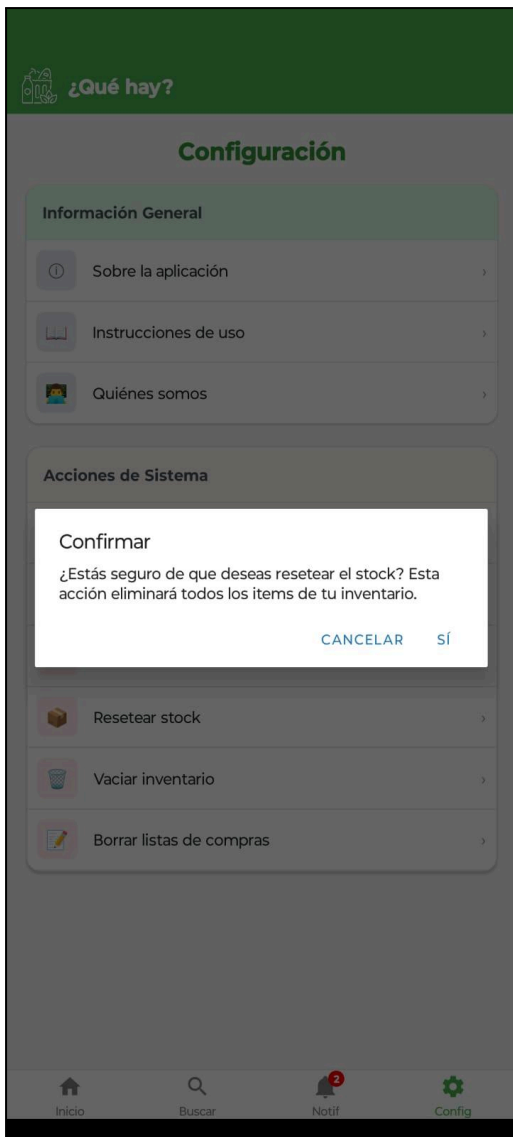 ¿Qué hay?
Configuración
Información General
Sobre la aplicación
Instrucciones de uso
Quiénes somos
Acciones de Sistema
Confirmar
¿Estás seguro de que deseas resetear el stock? Esta
acción eliminará todos los items de tu inventario.
CANCELAR SÍ
Resetear stock
Vaciar inventario
Borrar listas de compras
2
Inicio Buscar Notif Config